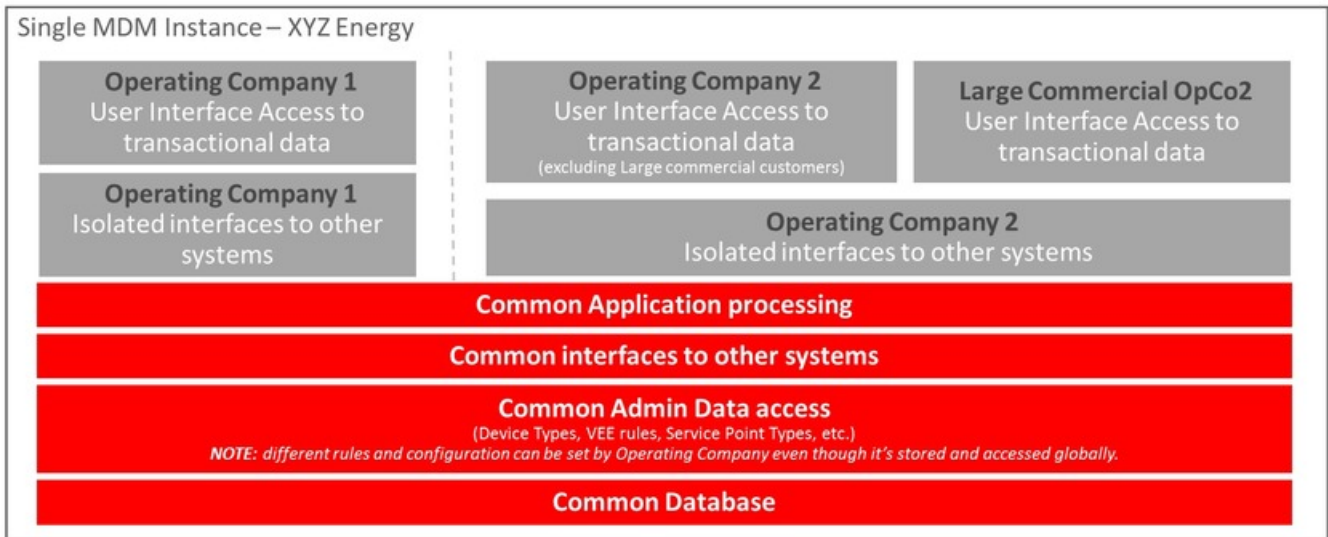 Single MDM Instance – XYZ Energy
Operating Company 1
User Interface Access to
transactional data
Operating Company 1
Isolated interfaces to other
systems
Operating Company 2
User Interface Access to
transactional data
(excluding Large commercial customers)
Large Commercial OpCo2
User Interface Access to
transactional data
Operating Company 2
Isolated interfaces to other systems
Common Application processing
Common interfaces to other systems
Common Admin Data access
(Device Types, VEE rules, Service Point Types, etc.)
NOTE: different rules and configuration can be set by Operating Company even though it's stored and accessed globally.
Common Database